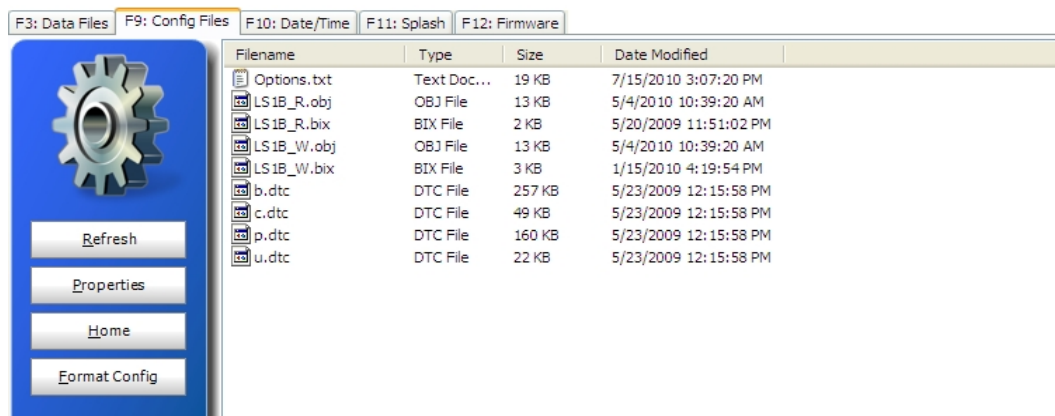 F3: Data Files F9: Config Files F10: Date/Time F11: Splash F12: Firmware
Filename Type Size Date Modified
Options.txt Text Doc... 19 KB 7/15/2010 3:07:20 PM
LS1B_R.obj OBJ File 13 KB 5/4/2010 10:39:20 AM
LS1B_R.bix BIX File 2 KB 5/20/2009 11:51:02 PM
LS1B_W.obj OBJ File 13 KB 5/4/2010 10:39:20 AM
LS1B_W.bix BIX File 3 KB 1/15/2010 4:19:54 PM
b.dtc DTC File 257 KB 5/23/2009 12:15:58 PM
c.dtc DTC File 49 KB 5/23/2009 12:15:58 PM
p.dtc DTC File 160 KB 5/23/2009 12:15:58 PM
u.dtc DTC File 22 KB 5/23/2009 12:15:58 PM
Refresh
Properties
Home
Format Config